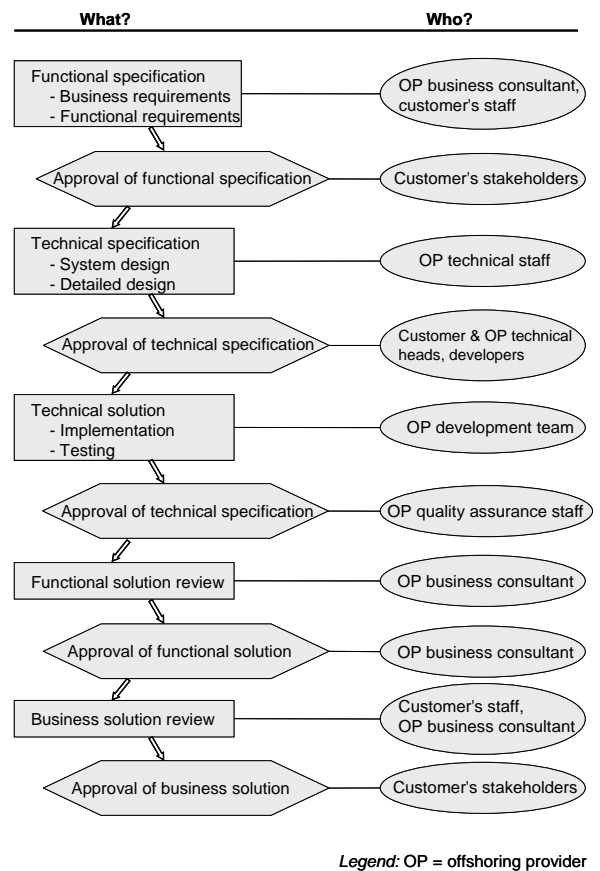 What? Who?
Functional specification
- Business requirements
- Functional requirements
OP business consultant,
customer's staff
Approval of functional specification
Customer's stakeholders
Technical specification
- System design
- Detailed design
OP technical staff
Approval of technical specification
Customer & OP technical
heads, developers
Technical solution
- Implementation
- Testing
OP development team
Approval of technical specification
OP quality assurance staff
Functional solution review
OP business consultant
Approval of functional solution
OP business consultant
Business solution review
Customer's staff,
OP business consultant
Approval of business solution
Customer's stakeholders
Legend: OP = offshoring provider